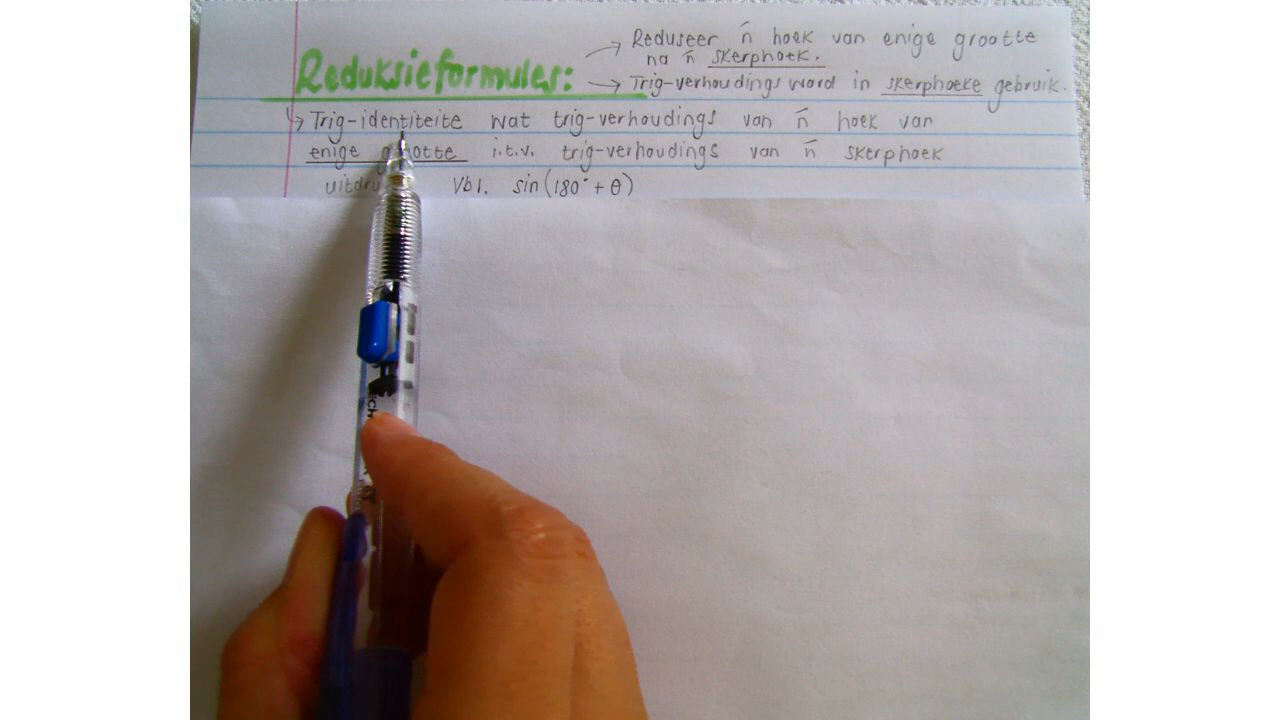 Reduksieformules:
→ Reduseer 'n hoek van enige grootte
na 'n skerphoek.
→ Trig-verhoudings word in skerphoeke gebruik.
↳ Trig-identiteite wat trig-verhoudings van 'n hoek van
enige i.t.v. trig-verhoudings van 'n skerphoek
Vb1. sin(180° + θ)